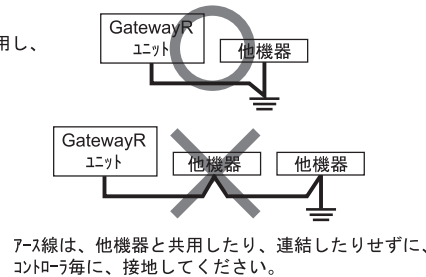 用し、
GatewayR
ユニット
他機器
GatewayR
ユニット
他機器
他機器
アース線は、他機器と共用したり、連結したりせずに、
コントローラ毎に、接地してください。